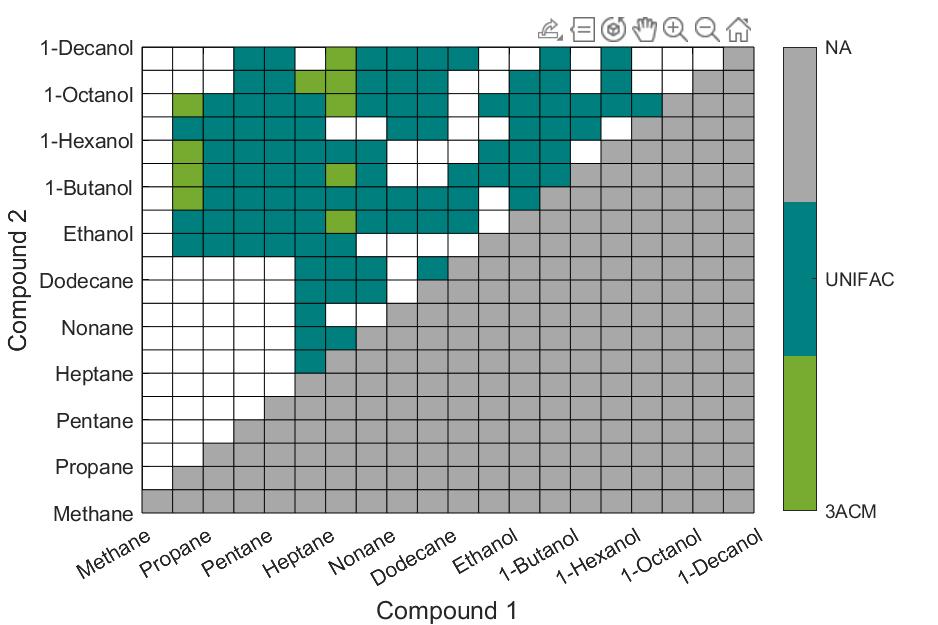 1-Decanol
1-Octanol
1-Hexanol
1-Butanol
Ethanol
Dodecane
Nonane
Heptane
Pentane
Propane
Methane
Compound 2
Methane
Propane
Pentane
Heptane
Nonane
Dodecane
Ethanol
1-Butanol
1-Hexanol
1-Octanol
1-Decanol
Compound 1
NA
UNIFAC
3ACM